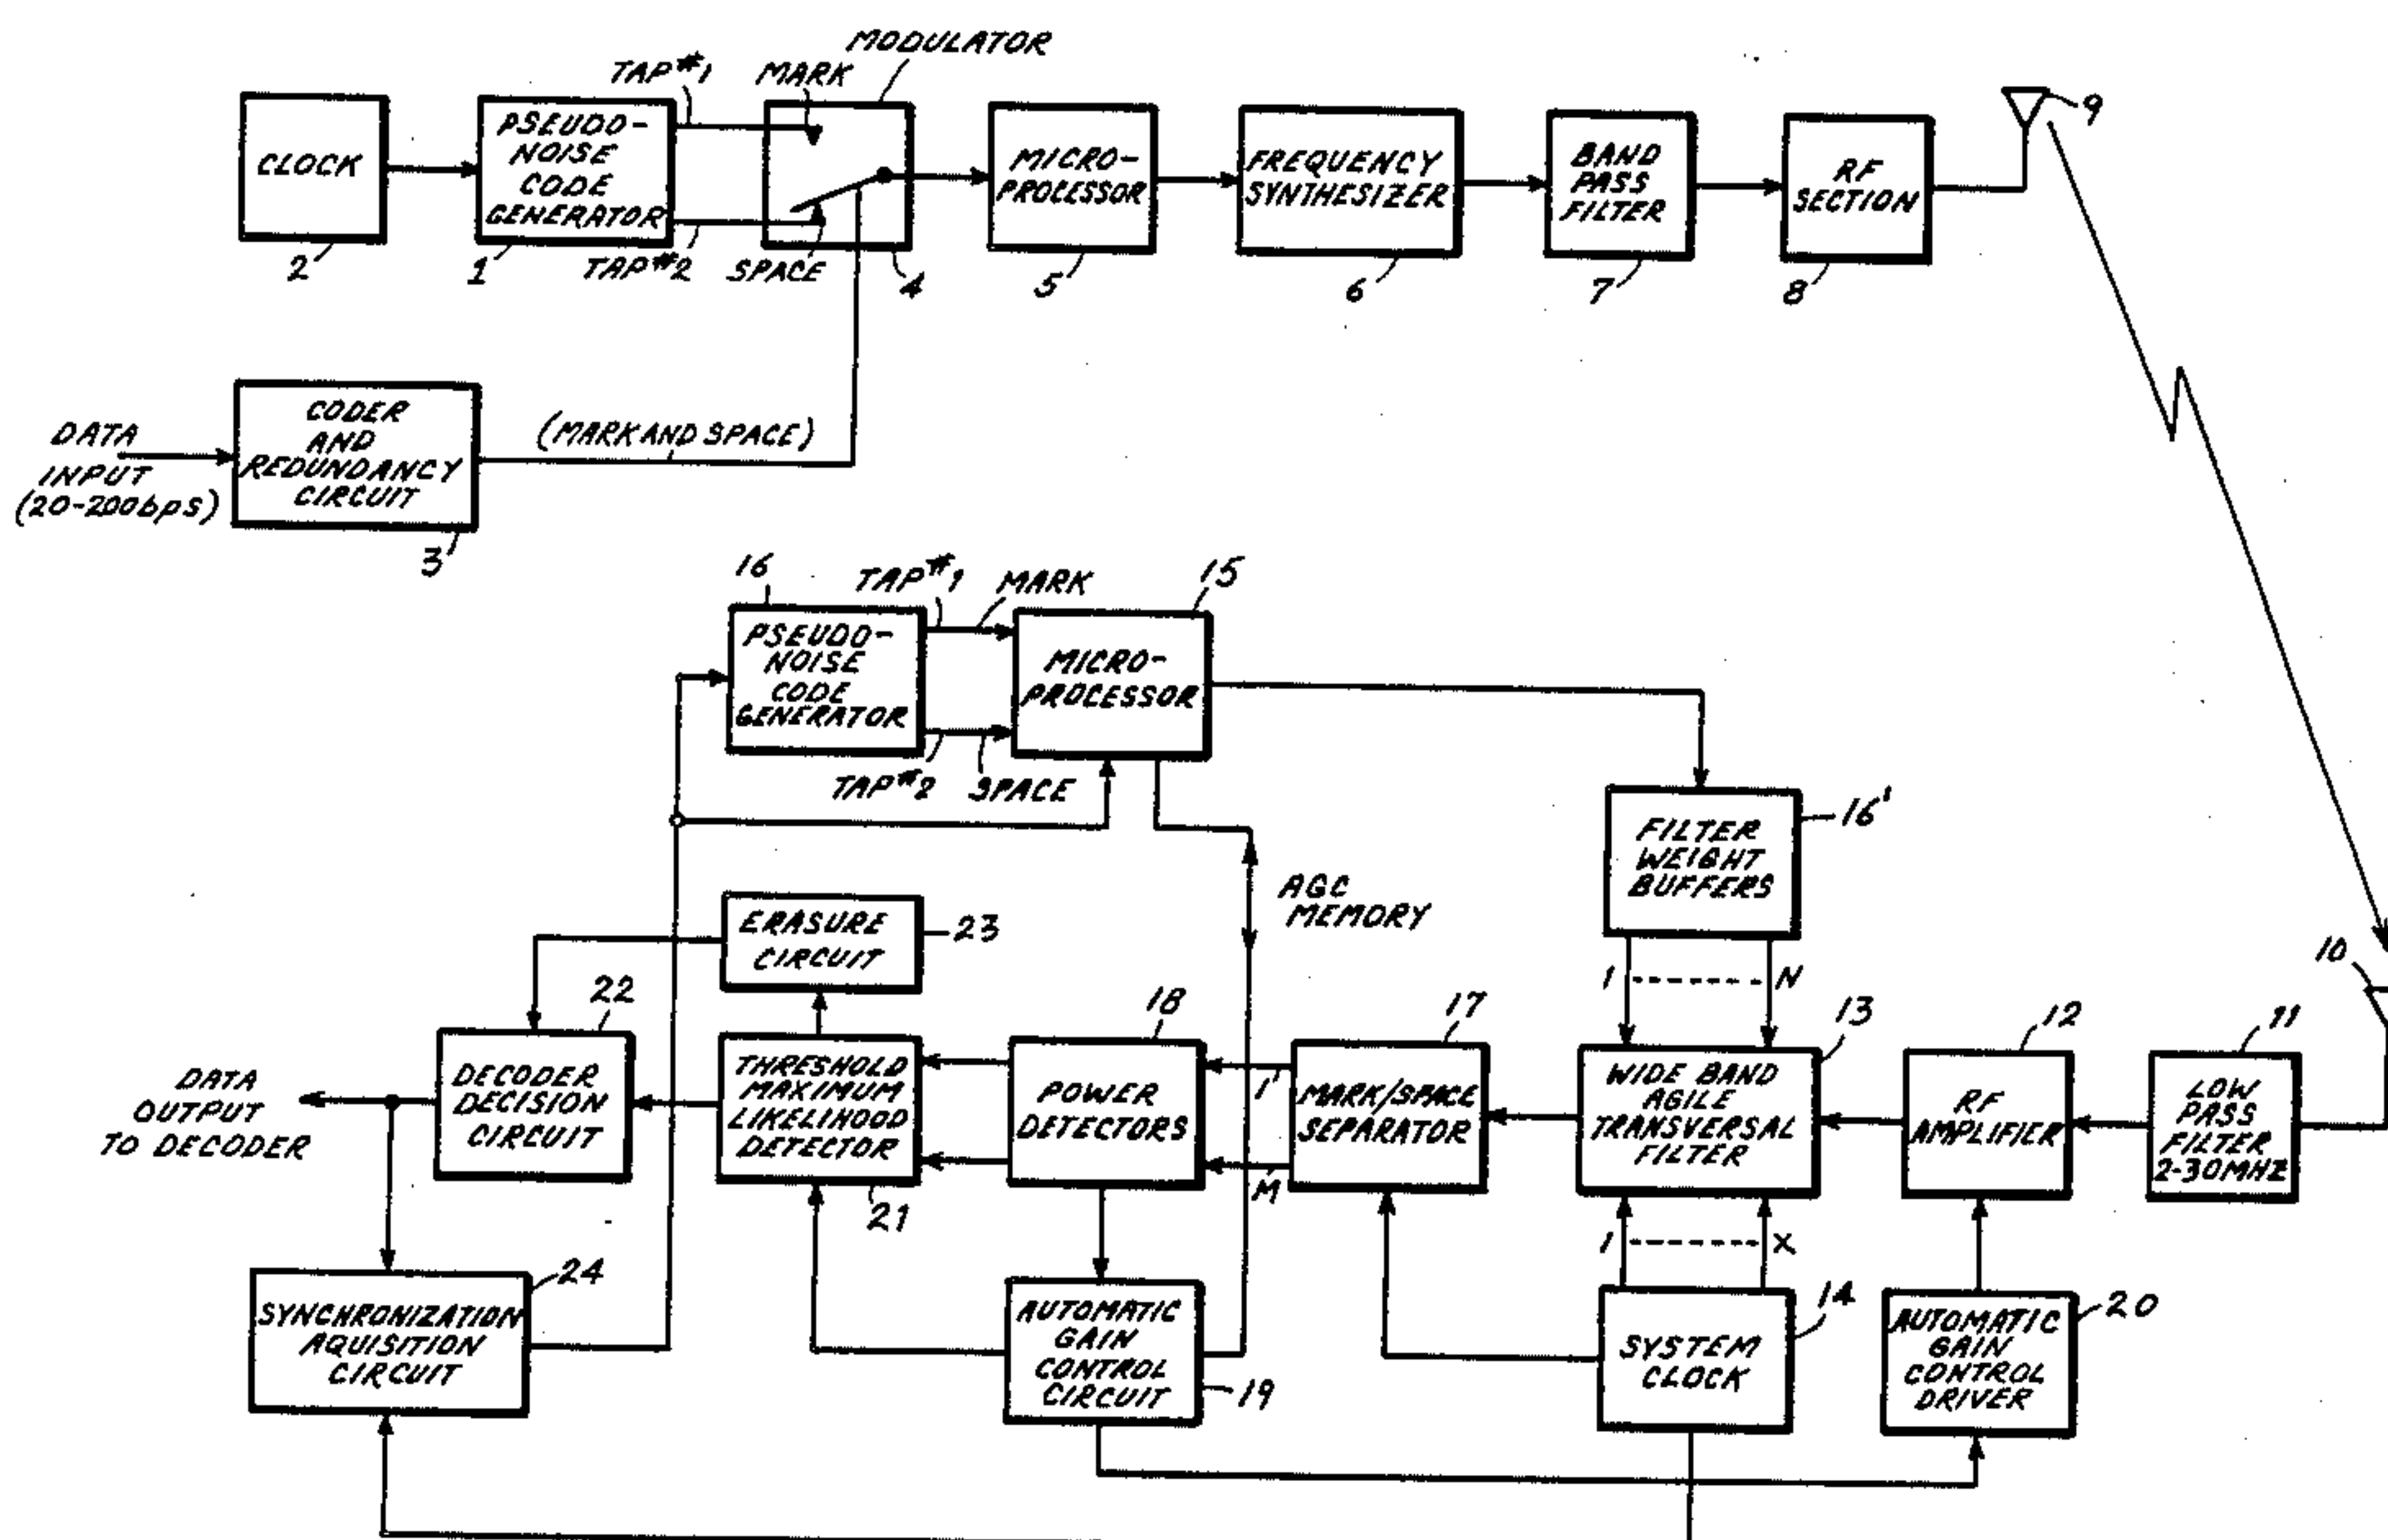 MODULATOR
TAP #1
MARK
CLOCK
2
PSEUDO-
NOISE
CODE
GENERATOR
1
TAP #2
SPACE
4
MICRO-
PROCESSOR
5
FREQUENCY
SYNTHESIZER
6
BAND
PASS
FILTER
7
RF
SECTION
8
9
DATA
INPUT
(20-200bps)
CODER
AND
REDUNDANCY
CIRCUIT
3
(MARK AND SPACE)
16
PSEUDO-
NOISE
CODE
GENERATOR
TAP #1
MARK
TAP #2
SPACE
15
MICRO-
PROCESSOR
FILTER
WEIGHT
BUFFERS
16'
AGC
MEMORY
ERASURE
CIRCUIT
23
1 N
10
22
DECODER
DECISION
CIRCUIT
DATA
OUTPUT
TO DECODER
THRESHOLD
MAXIMUM
LIKELIHOOD
DETECTOR
21
18
POWER
DETECTORS
1'
M
17
MARK/SPACE
SEPARATOR
13
WIDE BAND
AGILE
TRANSVERSAL
FILTER
12
RF
AMPLIFIER
11
LOW
PASS
FILTER
2-30MHZ
1 X
24
SYNCHRONIZATION
AQUISITION
CIRCUIT
AUTOMATIC
GAIN
CONTROL
CIRCUIT
19
14
SYSTEM
CLOCK
20
AUTOMATIC
GAIN
CONTROL
DRIVER